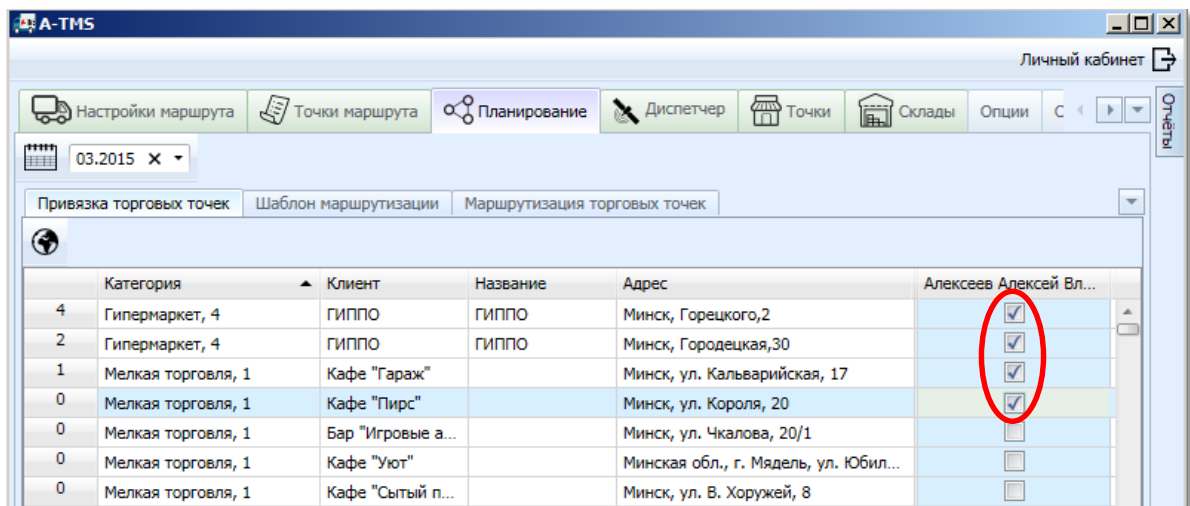 A-TMS
Личный кабинет
Настройки маршрута Точки маршрута Планирование Диспетчер Точки Склады Опции С
Отчёты
03.2015
Привязка торговых точек Шаблон маршрутизации Маршрутизация торговых точек
Категория Клиент Название Адрес Алексеев Алексей Вл...
4 Гипермаркет, 4 ГИППО ГИППО Минск, Горецкого,2
2 Гипермаркет, 4 ГИППО ГИППО Минск, Городецкая,30
1 Мелкая торговля, 1 Кафе "Гараж" Минск, ул. Кальварийская, 17
0 Мелкая торговля, 1 Кафе "Пирс" Минск, ул. Короля, 20
0 Мелкая торговля, 1 Бар "Игровые а... Минск, ул. Чкалова, 20/1
0 Мелкая торговля, 1 Кафе "Уют" Минская обл., г. Мядель, ул. Юбил...
0 Мелкая торговля, 1 Кафе "Сытый п... Минск, ул. В. Хоружей, 8